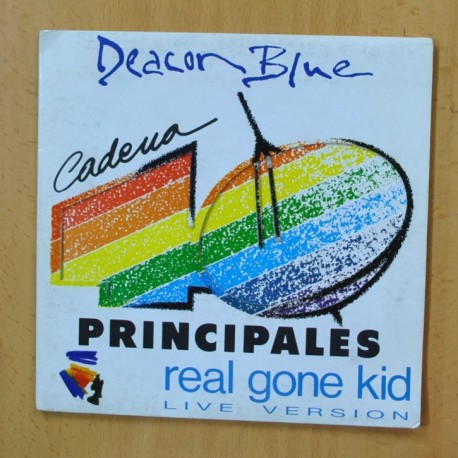 Deacon Blue
Cadena
40
PRINCIPALES
real gone kid
LIVE VERSION